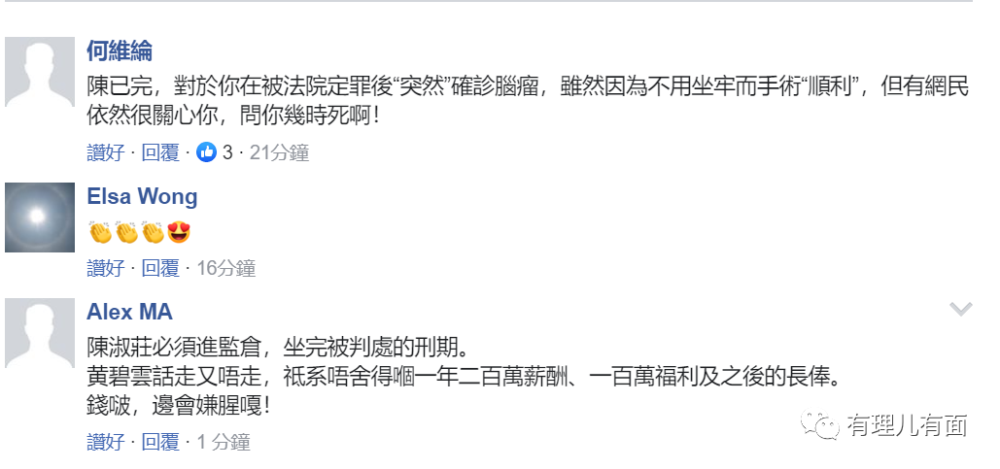 何維綸
陳已完，對於你在被法院定罪後“突然”確診腦瘤，雖然因為不用坐牢而手術“順利”，但有網民
依然很關心你，問你幾時死啊！
讚好 · 回覆 · 3 · 21分鐘
Elsa Wong
👏👏👏😍
讚好 · 回覆 · 16分鐘
Alex MA
陳淑莊必須進監倉，坐完被判處的刑期。
黄碧雲話走又唔走，祗系唔舍得嗰一年二百萬薪酬、一百萬福利及之後的長俸。
錢啵，邊會嫌腥嘎！
讚好 · 回覆 · 1 分鐘
有理儿有面